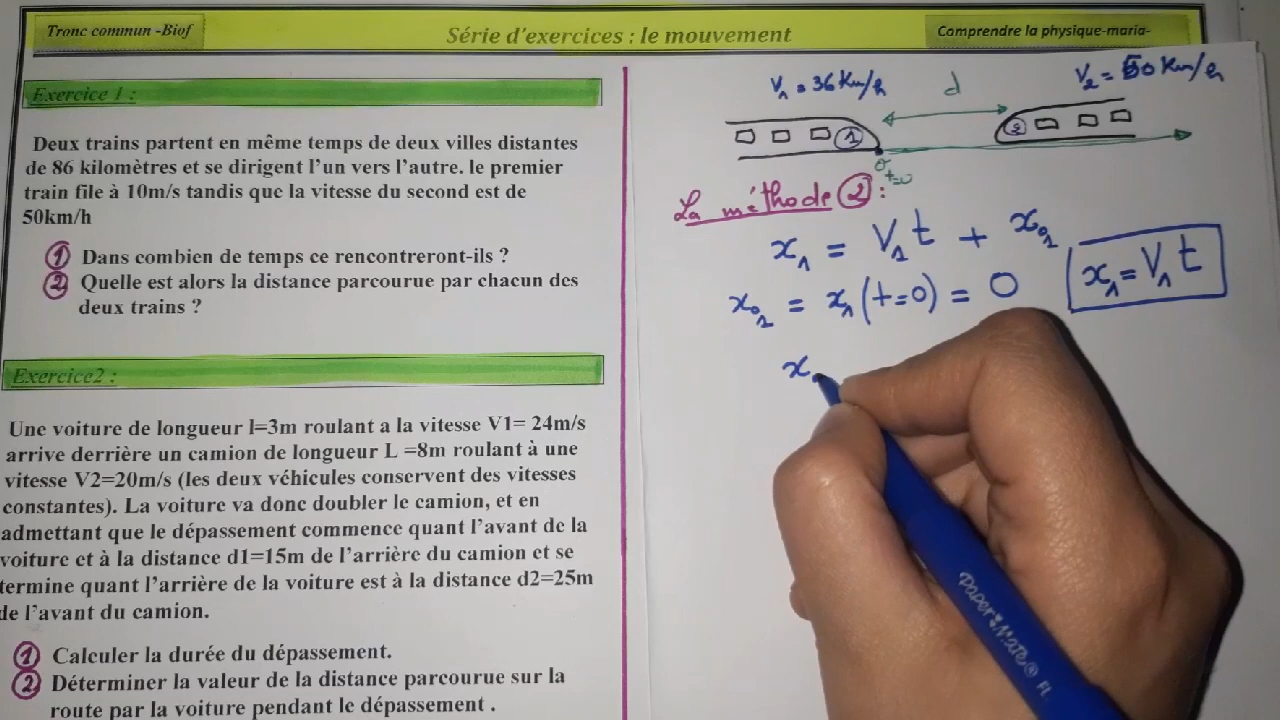 Tronc commun -Biof
Série d'exercices : le mouvement
Comprendre la physique-maria-
Exercice 1 :
Deux trains partent en même temps de deux villes distantes
de 86 kilomètres et se dirigent l'un vers l'autre. le premier
train file à 10m/s tandis que la vitesse du second est de
50km/h
① Dans combien de temps ce rencontreront-ils ?
② Quelle est alors la distance parcourue par chacun des
deux trains ?
Exercice2 :
Une voiture de longueur l=3m roulant a la vitesse V1= 24m/s
arrive derrière un camion de longueur L =8m roulant à une
vitesse V2=20m/s (les deux véhicules conservent des vitesses
constantes). La voiture va donc doubler le camion, et en
admettant que le dépassement commence quant l'avant de la
voiture et à la distance d1=15m de l'arrière du camion et se
termine quant l'arrière de la voiture est à la distance d2=25m
de l'avant du camion.
① Calculer la durée du dépassement.
② Déterminer la valeur de la distance parcourue sur la
route par la voiture pendant le dépassement .
V₁ = 36 Km/h
d
V₂ = 50 Km/h
1
2
t=0
La méthode ② :
x₁ = V₁ t + x₀₁
x₀₁ = x₁ (t=0) = 0
x₁ = V₁ t
x
PAPER MATE® FL